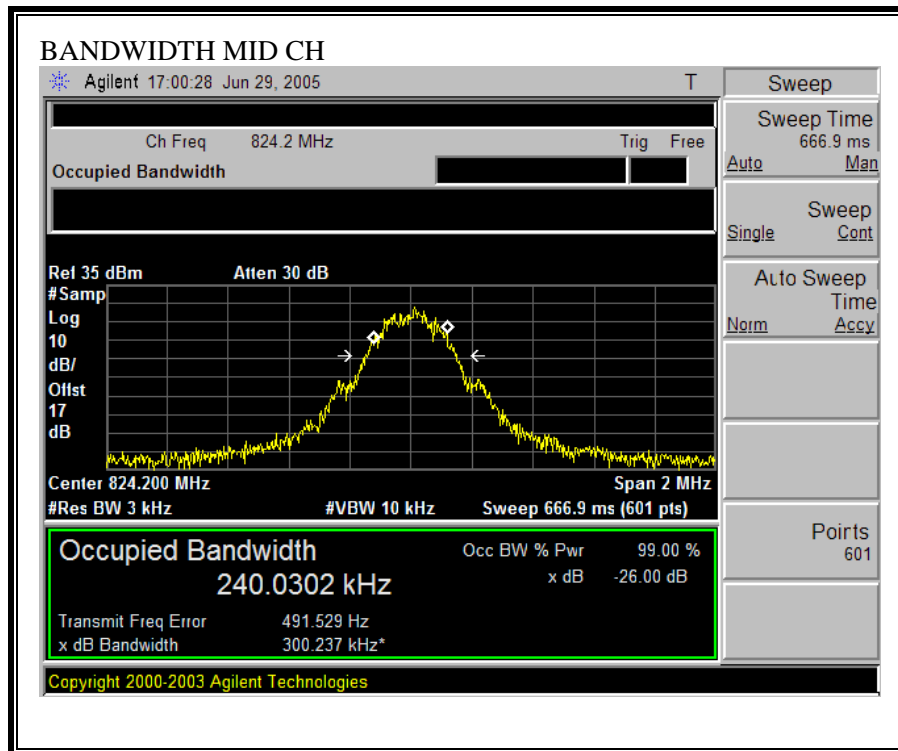 BANDWIDTH MID CH
Agilent 17:00:28 Jun 29, 2005 T
Ch Freq 824.2 MHz Trig Free
Occupied Bandwidth
Ref 35 dBm Atten 30 dB
#Samp
Log
10
dB/
Offst
17
dB
Center 824.200 MHz Span 2 MHz
#Res BW 3 kHz #VBW 10 kHz Sweep 666.9 ms (601 pts)
Occupied Bandwidth Occ BW % Pwr 99.00 %
240.0302 kHz x dB -26.00 dB
Transmit Freq Error 491.529 Hz
x dB Bandwidth 300.237 kHz*
Copyright 2000-2003 Agilent Technologies
Sweep
Sweep Time
666.9 ms
Auto Man
Sweep
Single Cont
Auto Sweep
Time
Norm Accy
Points
601